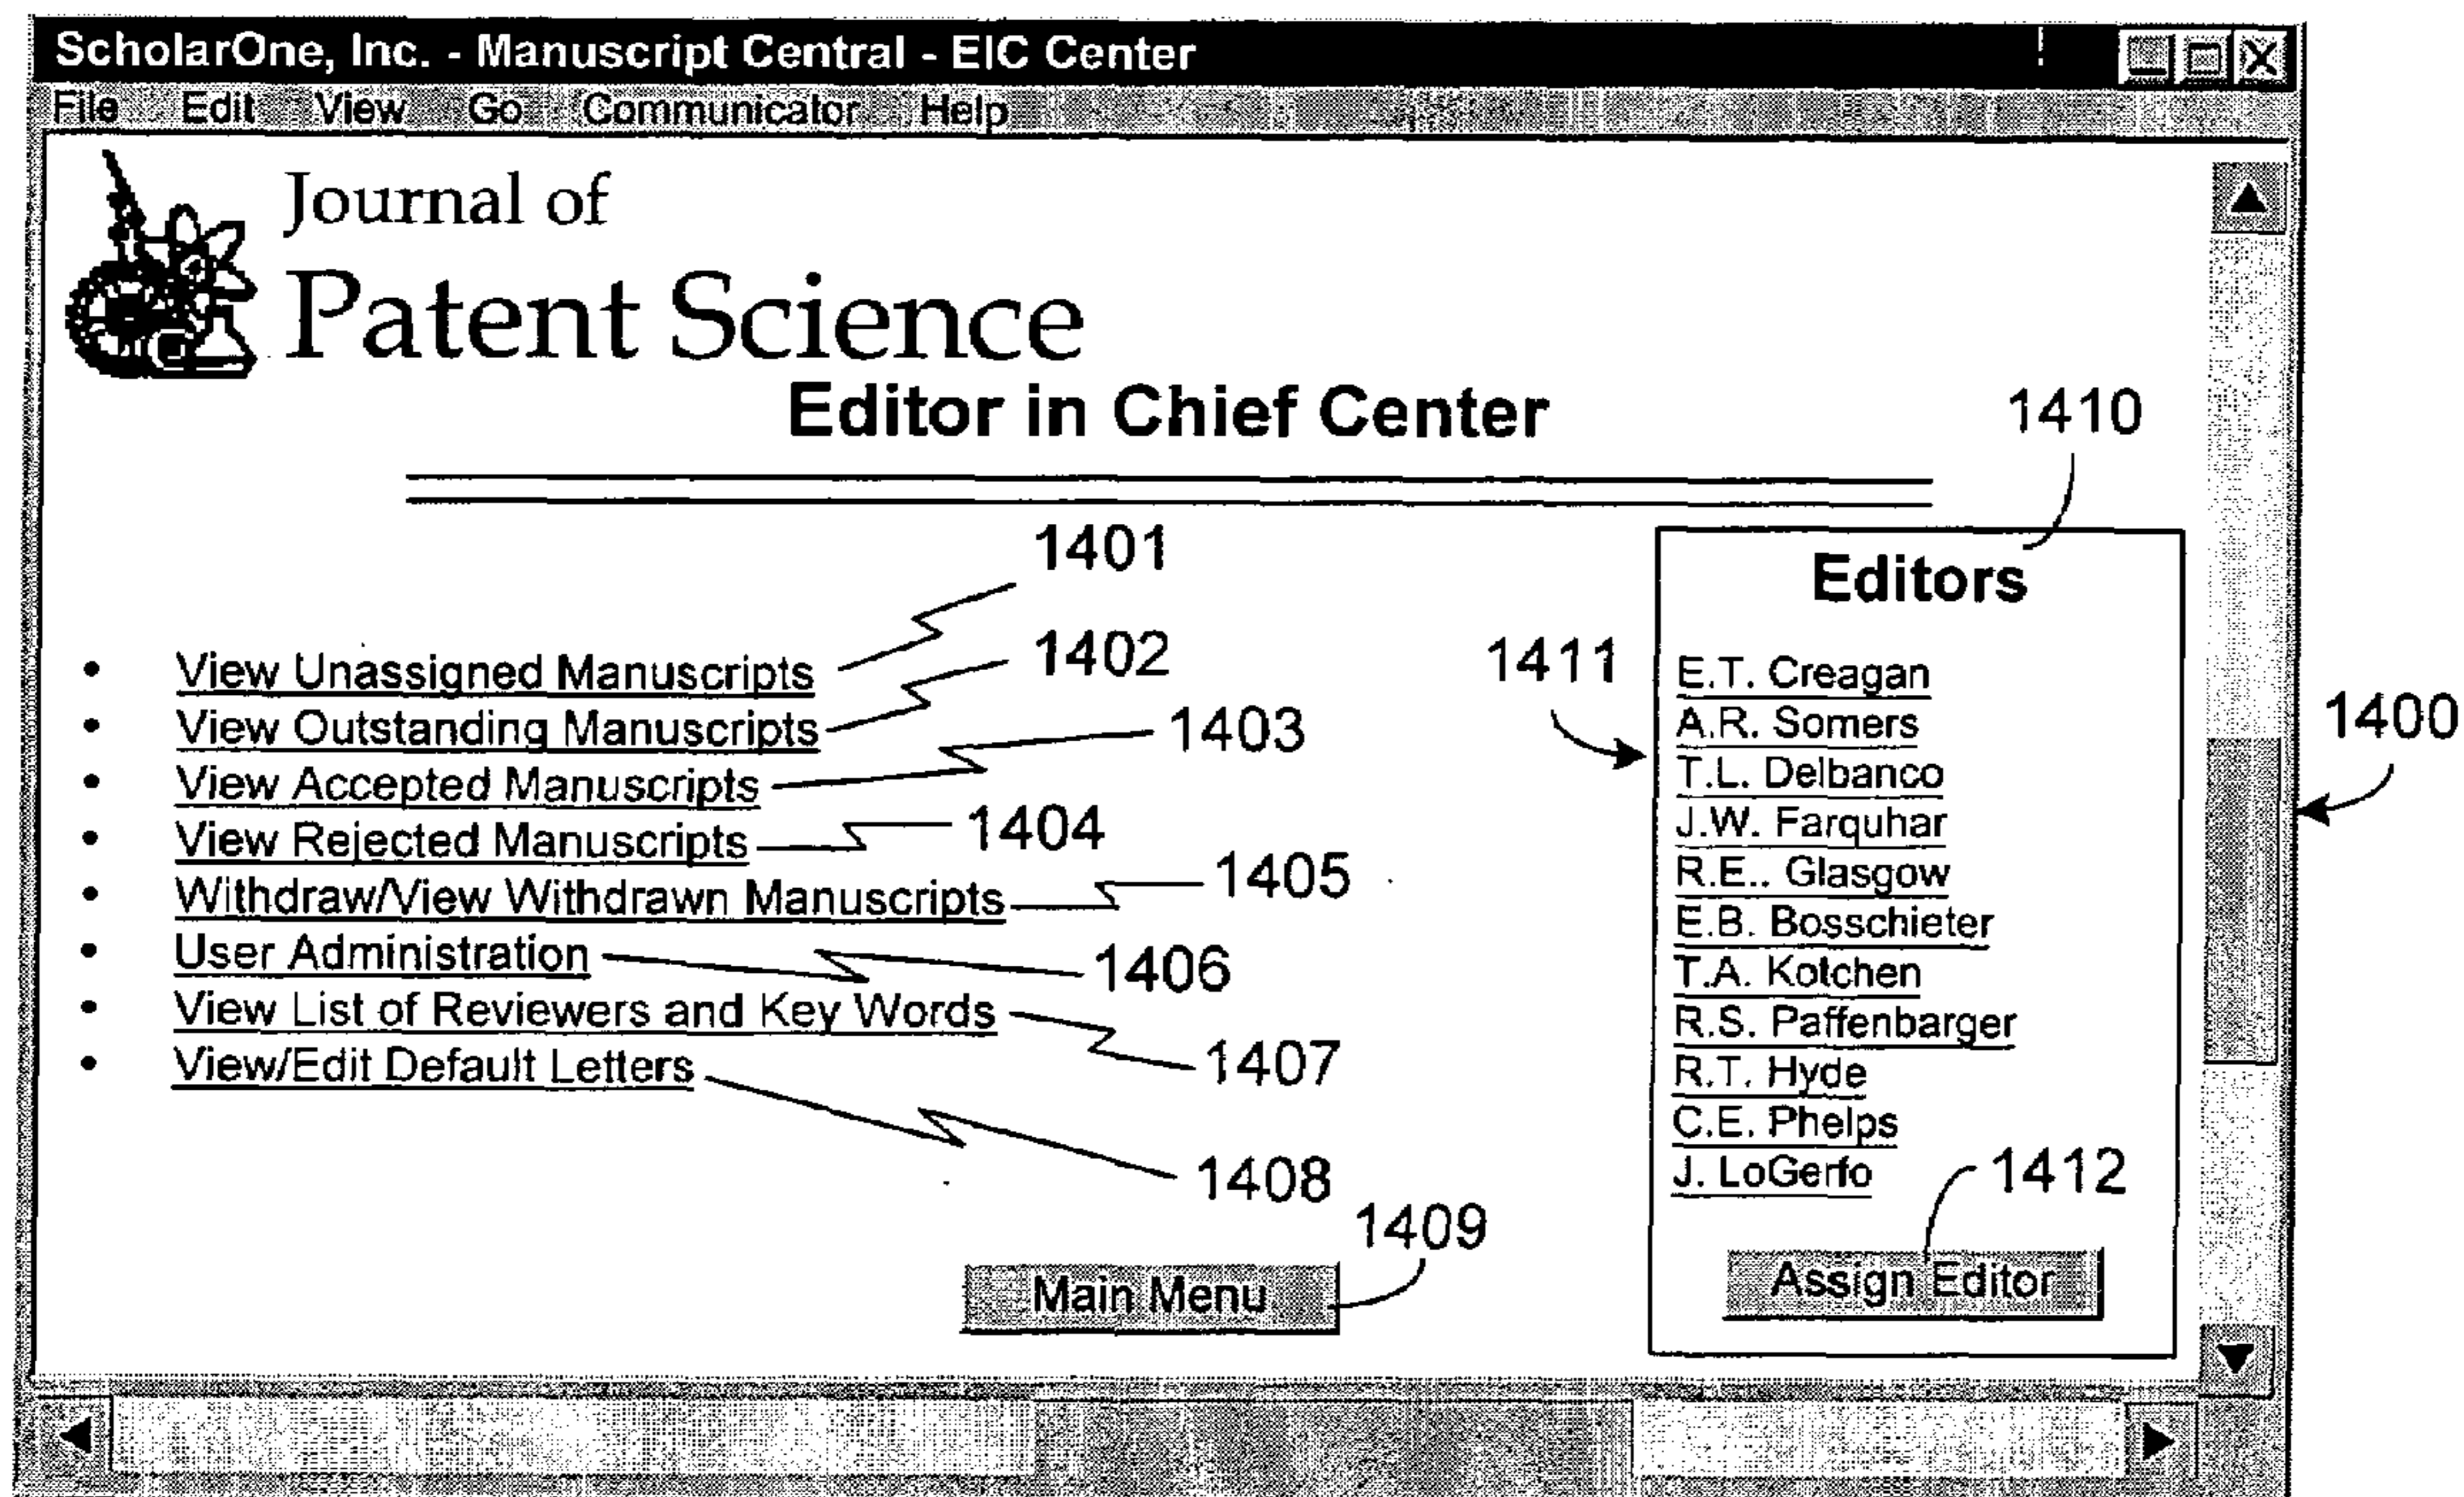 ScholarOne, Inc. - Manuscript Central - EIC Center
File Edit View Go Communicator Help
Journal of
Patent Science
Editor in Chief Center
1410
1401
Editors
1402
1411
1400
• View Unassigned Manuscripts
• View Outstanding Manuscripts
1403
• View Accepted Manuscripts
• View Rejected Manuscripts
1404
• Withdraw/View Withdrawn Manuscripts
1405
• User Administration
1406
• View List of Reviewers and Key Words
1407
• View/Edit Default Letters
1408
E.T. Creagan
A.R. Somers
T.L. Delbanco
J.W. Farquhar
R.E.. Glasgow
E.B. Bosschieter
T.A. Kotchen
R.S. Paffenbarger
R.T. Hyde
C.E. Phelps
J. LoGerfo
1412
1409
Main Menu
Assign Editor